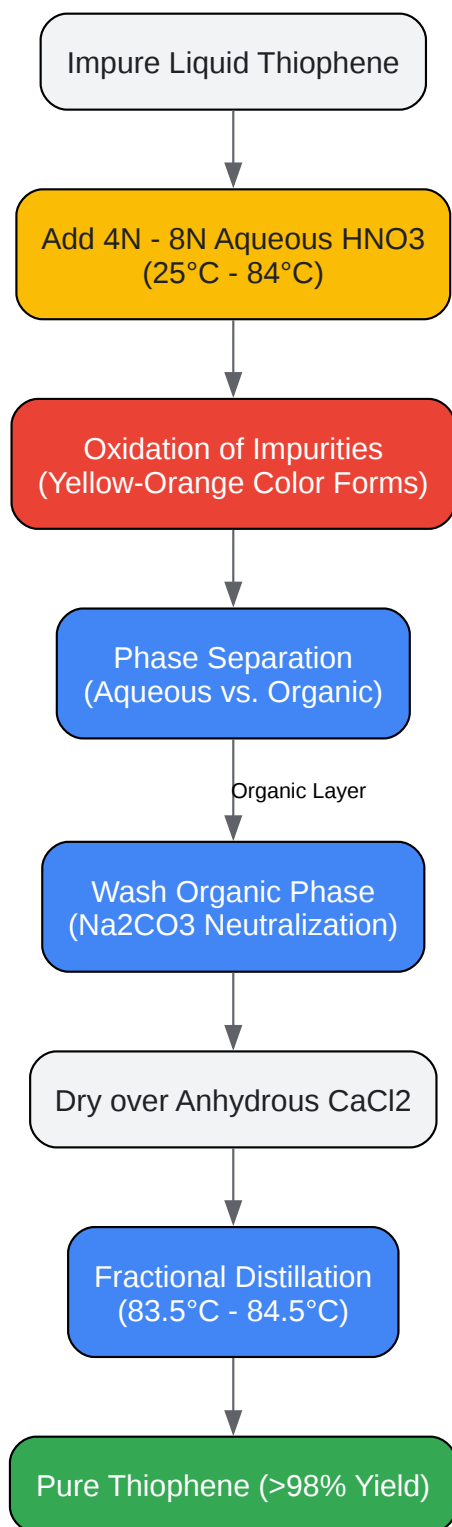 Impure Liquid Thiophene
Add 4N - 8N Aqueous HNO3
(25°C - 84°C)
Oxidation of Impurities
(Yellow-Orange Color Forms)
Phase Separation
(Aqueous vs. Organic)
Organic Layer
Wash Organic Phase
(Na2CO3 Neutralization)
Dry over Anhydrous CaCl2
Fractional Distillation
(83.5°C - 84.5°C)
Pure Thiophene (>98% Yield)